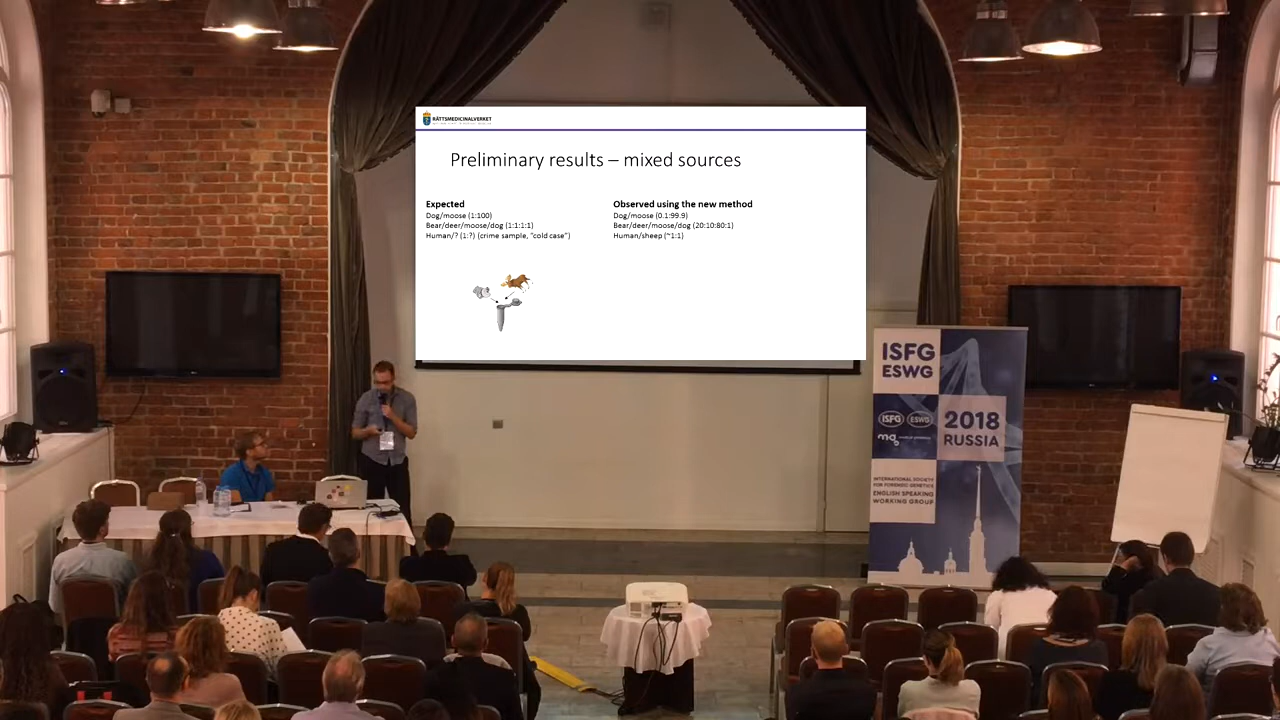 RÄTTSMEDICINALVERKET
Preliminary results – mixed sources
Expected
Dog/moose (1:100)
Bear/deer/moose/dog (1:1:1:1)
Human/? (1:?) (crime sample, "cold case")
Observed using the new method
Dog/moose (0.1:99.9)
Bear/deer/moose/dog (20:10:80:1)
Human/sheep (~1:1)
ISFG
ESWG
ISFG ESWG
2018
RUSSIA
INTERNATIONAL SOCIETY
FOR FORENSIC GENETICS
ENGLISH SPEAKING
WORKING GROUP